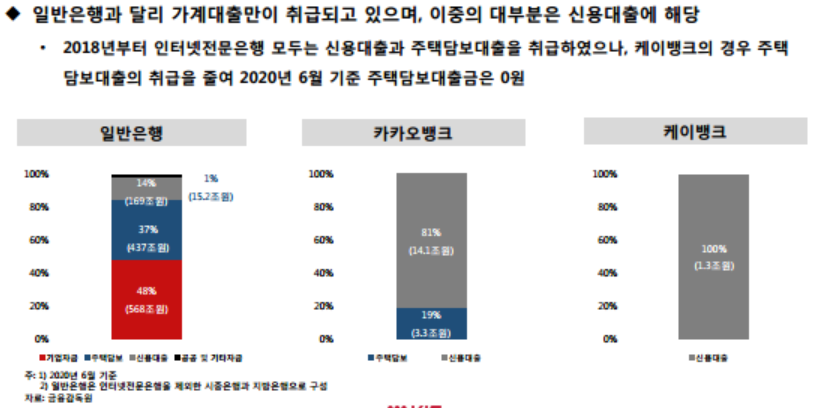 ◆ 일반은행과 달리 가계대출만이 취급되고 있으며, 이중의 대부분은 신용대출에 해당
• 2018년부터 인터넷전문은행 모두는 신용대출과 주택담보대출을 취급하였으나, 케이뱅크의 경우 주택
담보대출의 취급을 줄여 2020년 6월 기준 주택담보대출금은 0원
일반은행
100%
80%
60%
40%
20%
0%
1%
(15.2조원)
14%
(169조원)
37%
(437조원)
48%
(568조원)
■기업자금 ■주택담보 ■신용대출 ■공공 및 기타자금
카카오뱅크
100%
80%
60%
40%
20%
0%
81%
(14.1조원)
19%
(3.3조원)
■주택담보 ■신용대출
케이뱅크
100%
80%
60%
40%
20%
0%
100%
(1.3조원)
■신용대출
주: 1) 2020년 6월 기준
2) 일반은행은 인터넷전문은행을 제외한 시중은행과 지방은행으로 구성
자료: 금융감독원